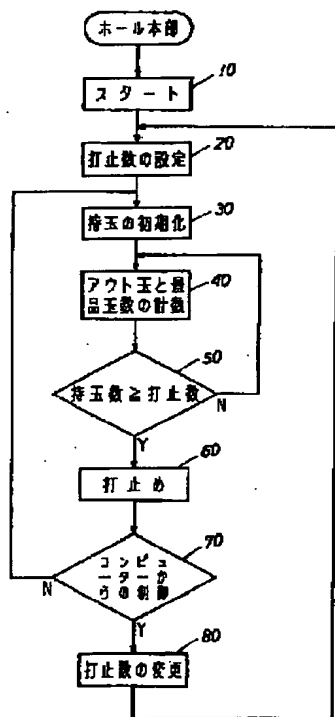 ホール本部
スタート
10
打止数の設定
20
持玉の初期化
30
アウト玉と景
品玉数の計数
40
持玉数≧打止数
50
N
Y
打止め
60
コンピュ
ーターか
らの制御
70
N
Y
打止数の変更
80